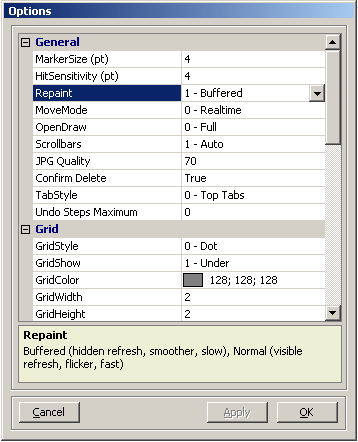 Options
General
MarkerSize (pt) 4
HitSensitivity (pt) 4
Repaint 1 - Buffered
MoveMode 0 - Realtime
OpenDraw 0 - Full
Scrollbars 1 - Auto
JPG Quality 70
Confirm Delete True
TabStyle 0 - Top Tabs
Undo Steps Maximum 0
Grid
GridStyle 0 - Dot
GridShow 1 - Under
GridColor 128; 128; 128
GridWidth 2
GridHeight 2
Repaint
Buffered (hidden refresh, smoother, slow), Normal (visible
refresh, flicker, fast)
Cancel Apply OK